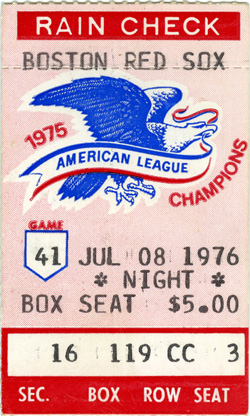 RAIN CHECK
BOSTON RED SOX
1975
AMERICAN LEAGUE
CHAMPIONS
GAME
41 JUL 08 1976
* NIGHT *
BOX SEAT $5.00
16 119 CC 3
SEC. BOX ROW SEAT